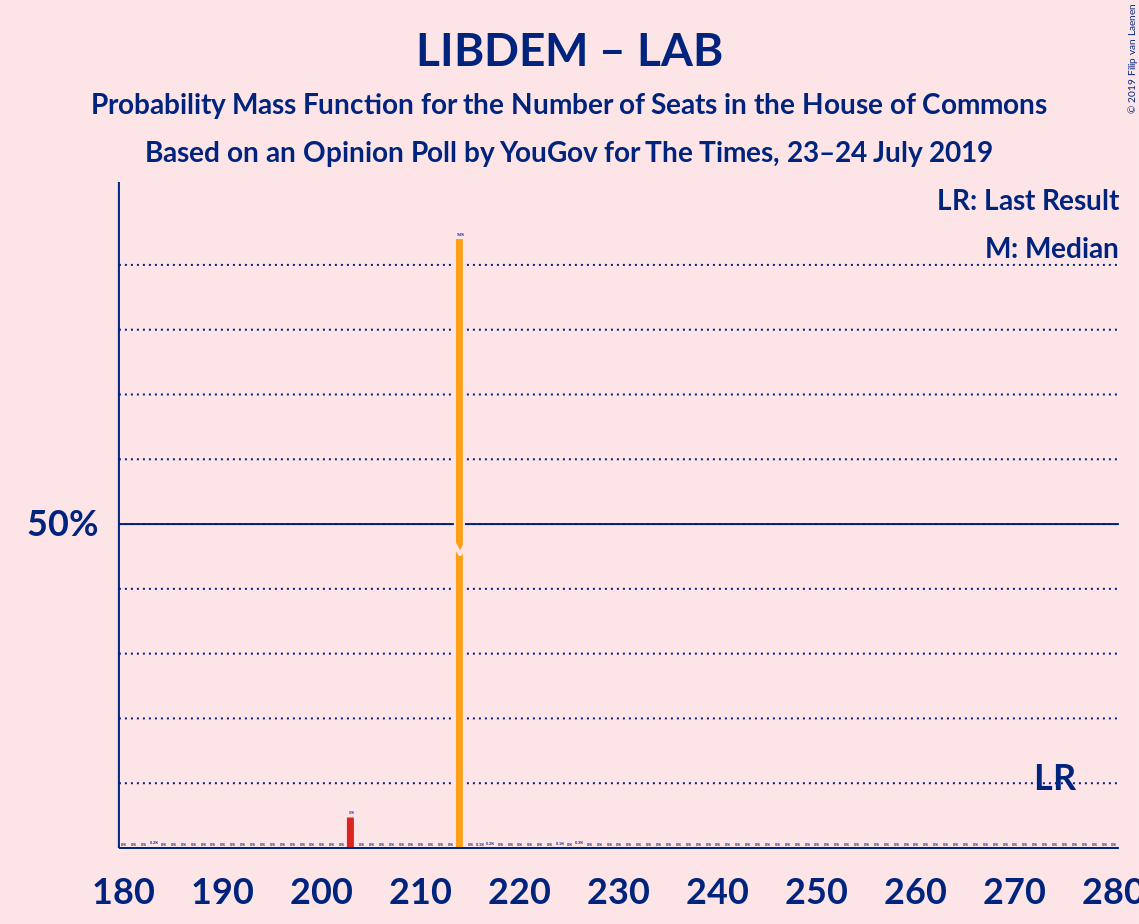 LIBDEM – LAB
Probability Mass Function for the Number of Seats in the House of Commons
Based on an Opinion Poll by YouGov for The Times, 23–24 July 2019
© 2019 Filip van Laenen
LR: Last Result
M: Median
94%
50%
M
LR
180 190 200 210 220 230 240 250 260 270 280